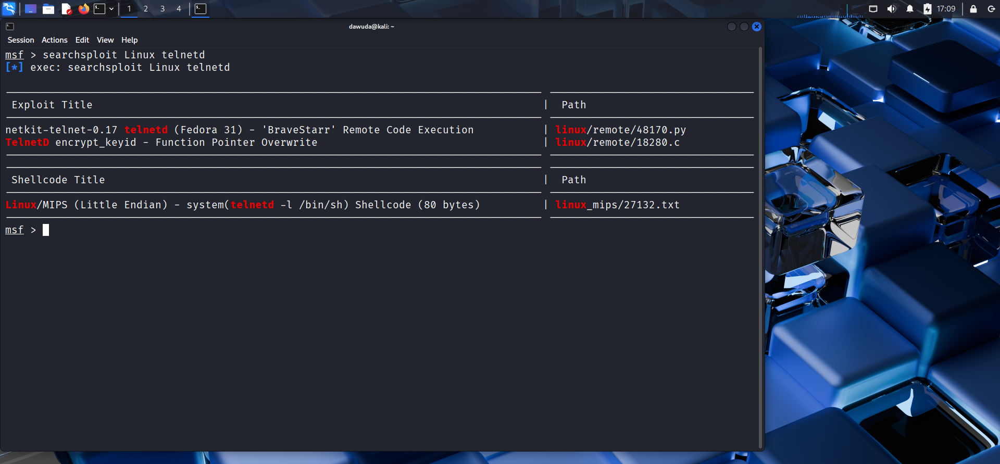 1 2 3 4
17:09
dawuda@kali: ~
Session Actions Edit View Help
msf > searchsploit Linux telnetd
[*] exec: searchsploit Linux telnetd
Exploit Title | Path
netkit-telnet-0.17 telnetd (Fedora 31) - 'BraveStarr' Remote Code Execution | linux/remote/48170.py
TelnetD encrypt_keyid - Function Pointer Overwrite | linux/remote/18280.c
Shellcode Title | Path
Linux/MIPS (Little Endian) - system(telnetd -l /bin/sh) Shellcode (80 bytes) | linux_mips/27132.txt
msf >